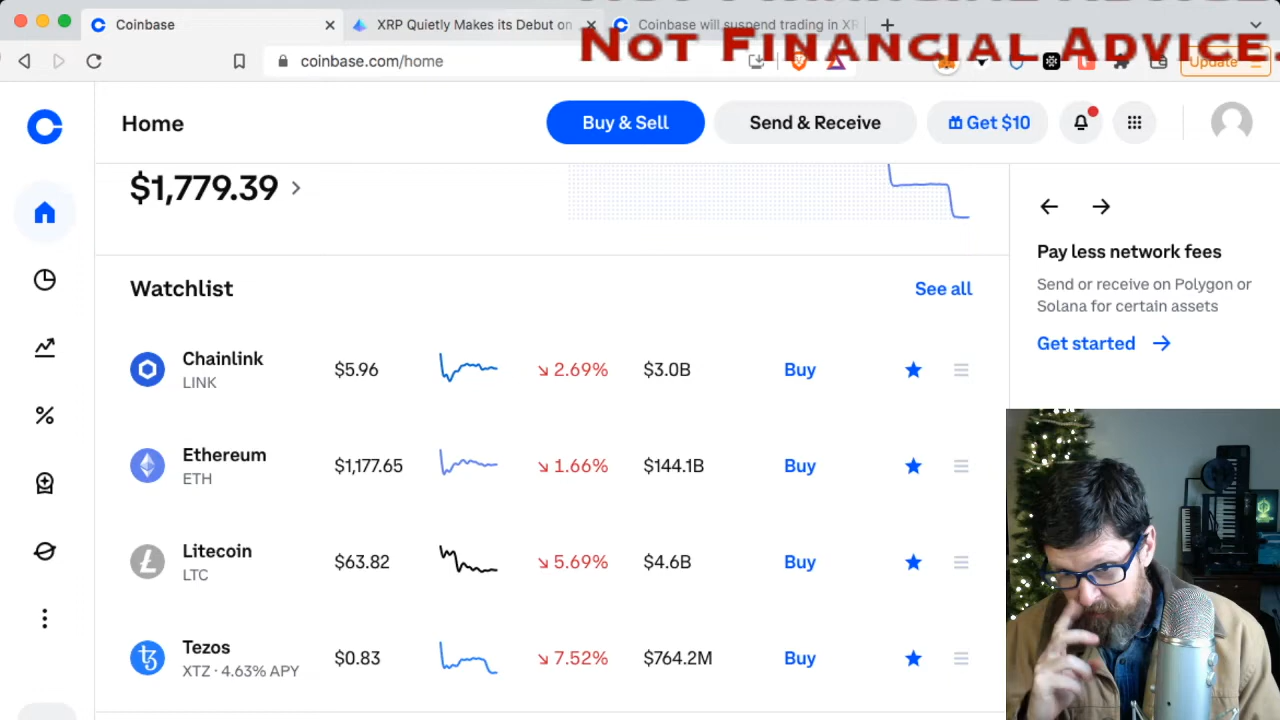 Coinbase
XRP Quietly Makes its Debut on
Coinbase will suspend trading in XR
NOT FINANCIAL ADVICE.
coinbase.com/home
Update
Home
Buy & Sell
Send & Receive
Get $10
$1,779.39
Pay less network fees
Send or receive on Polygon or
Solana for certain assets
Get started
Watchlist
See all
Chainlink
LINK
$5.96
2.69%
$3.0B
Buy
Ethereum
ETH
$1,177.65
1.66%
$144.1B
Buy
Litecoin
LTC
$63.82
5.69%
$4.6B
Buy
Tezos
XTZ · 4.63% APY
$0.83
7.52%
$764.2M
Buy